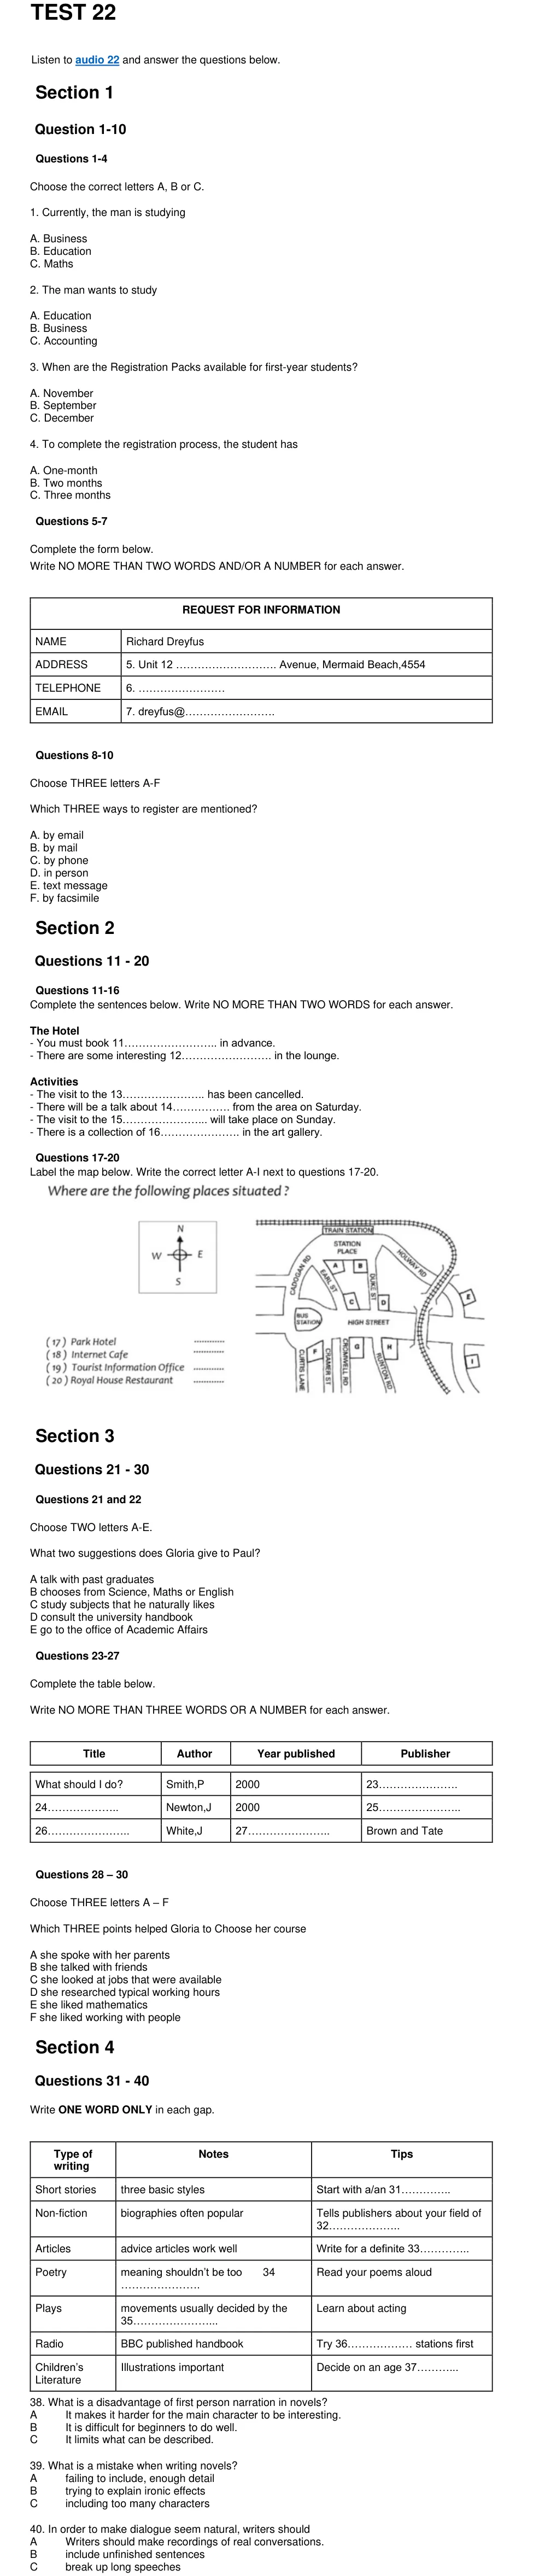 TEST 22
Listen to audio 22 and answer the questions below.
Section 1
Question 1-10
Questions 1-4
Choose the correct letters A, B or C.
1. Currently, the man is studying
A. Business
B. Education
C. Maths
2. The man wants to study
A. Education
B. Business
C. Accounting
3. When are the Registration Packs available for first-year students?
A. November
B. September
C. December
4. To complete the registration process, the student has
A. One-month
B. Two months
C. Three months
Questions 5-7
Complete the form below.
Write NO MORE THAN TWO WORDS AND/OR A NUMBER for each answer.
REQUEST FOR INFORMATION
NAME Richard Dreyfus
ADDRESS 5. Unit 12 ………………………. Avenue, Mermaid Beach,4554
TELEPHONE 6. ……………………
EMAIL 7. dreyfus@…………………….
Questions 8-10
Choose THREE letters A-F
Which THREE ways to register are mentioned?
A. by email
B. by mail
C. by phone
D. in person
E. text message
F. by facsimile
Section 2
Questions 11 - 20
Questions 11-16
Complete the sentences below. Write NO MORE THAN TWO WORDS for each answer.
The Hotel
- You must book 11…………………….. in advance.
- There are some interesting 12……………………. in the lounge.
Activities
- The visit to the 13………………….. has been cancelled.
- There will be a talk about 14……………. from the area on Saturday.
- The visit to the 15…………………... will take place on Sunday.
- There is a collection of 16…………………. in the art gallery.
Questions 17-20
Label the map below. Write the correct letter A-I next to questions 17-20.
Where are the following places situated ?
N
W E
S
TRAIN STATION
STATION PLACE
CADOGAN RD
EARL ST
DUKE ST
HOLWAY RD
A
B
C
D
E
BUS STATION
HIGH STREET
CURTIS LANE
F
CRAMER ST
CROMWELL RD
G
RUNTON RD
H
I
( 17 ) Park Hotel ............
( 18 ) Internet Cafe ............
( 19 ) Tourist Information Office ............
( 20 ) Royal House Restaurant ............
Section 3
Questions 21 - 30
Questions 21 and 22
Choose TWO letters A-E.
What two suggestions does Gloria give to Paul?
A talk with past graduates
B chooses from Science, Maths or English
C study subjects that he naturally likes
D consult the university handbook
E go to the office of Academic Affairs
Questions 23-27
Complete the table below.
Write NO MORE THAN THREE WORDS OR A NUMBER for each answer.
Title Author Year published Publisher
What should I do? Smith,P 2000 23………………….
24……………….. Newton,J 2000 25…………………..
26………………….. White,J 27………………….. Brown and Tate
Questions 28 – 30
Choose THREE letters A – F
Which THREE points helped Gloria to Choose her course
A she spoke with her parents
B she talked with friends
C she looked at jobs that were available
D she researched typical working hours
E she liked mathematics
F she liked working with people
Section 4
Questions 31 - 40
Write ONE WORD ONLY in each gap.
Type of writing Notes Tips
Short stories three basic styles Start with a/an 31…………..
Non-fiction biographies often popular Tells publishers about your field of 32………………..
Articles advice articles work well Write for a definite 33…………..
Poetry meaning shouldn't be too 34 …………………. Read your poems aloud
Plays movements usually decided by the 35…………………... Learn about acting
Radio BBC published handbook Try 36……………… stations first
Children's Literature Illustrations important Decide on an age 37………...
38. What is a disadvantage of first person narration in novels?
A It makes it harder for the main character to be interesting.
B It is difficult for beginners to do well.
C It limits what can be described.
39. What is a mistake when writing novels?
A failing to include, enough detail
B trying to explain ironic effects
C including too many characters
40. In order to make dialogue seem natural, writers should
A Writers should make recordings of real conversations.
B include unfinished sentences
C break up long speeches